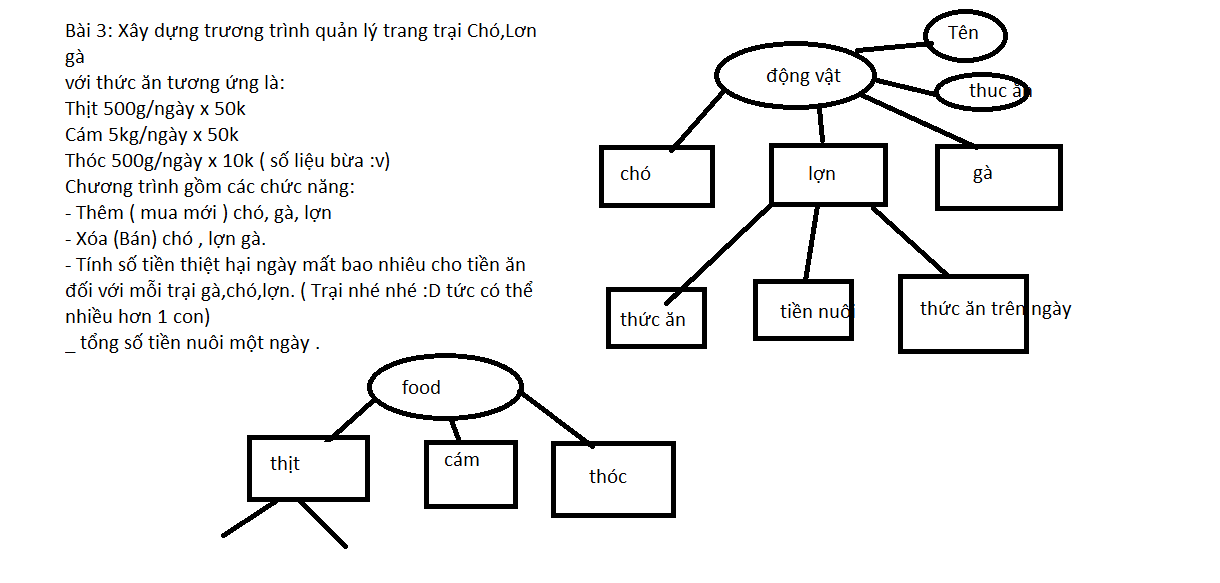 Bài 3: Xây dựng trương trình quản lý trang trại Chó,Lơn
gà
với thức ăn tương ứng là:
Thịt 500g/ngày x 50k
Cám 5kg/ngày x 50k
Thóc 500g/ngày x 10k ( số liệu bừa :v)
Chương trình gồm các chức năng:
- Thêm ( mua mới ) chó, gà, lợn
- Xóa (Bán) chó , lợn gà.
- Tính số tiền thiệt hại ngày mất bao nhiêu cho tiền ăn
đối với mỗi trại gà,chó,lợn. ( Trại nhé nhé :D tức có thể
nhiều hơn 1 con)
_ tổng số tiền nuôi một ngày .
Tên
động vật
thuc ăn
chó
lợn
gà
thức ăn
tiền nuôi
thức ăn trên ngày
food
thịt
cám
thóc